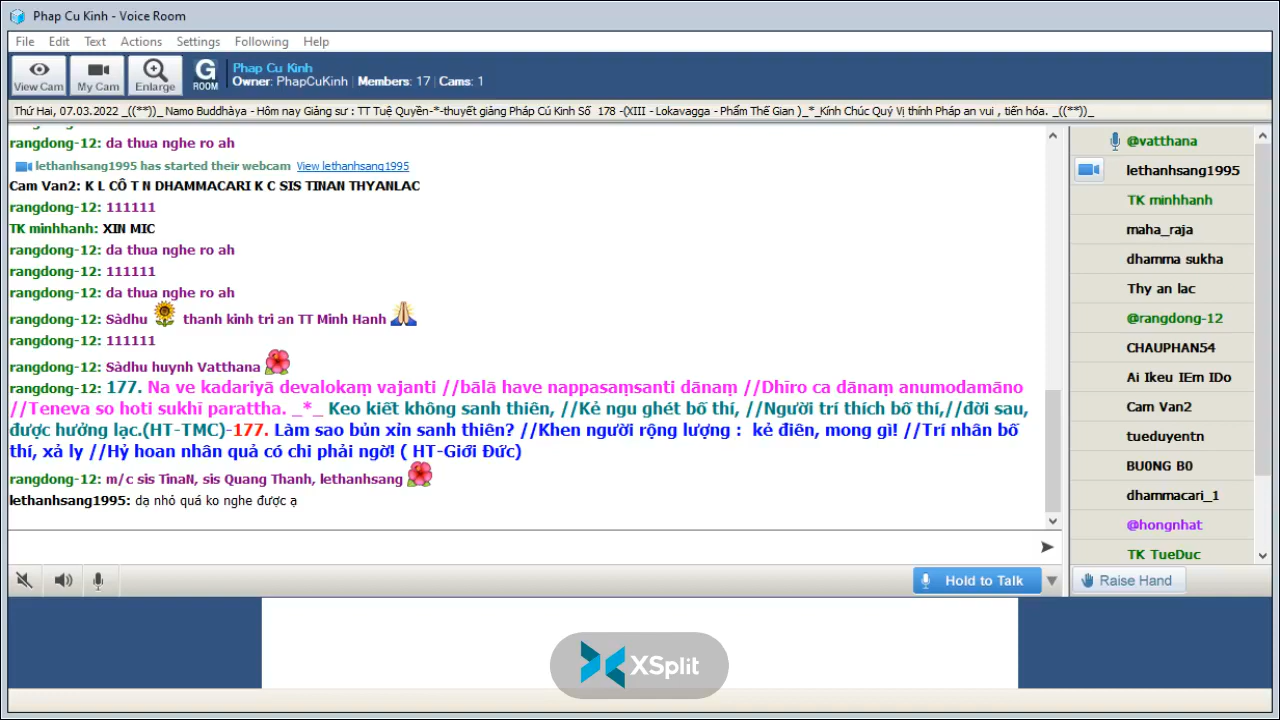 Phap Cu Kinh - Voice Room
File Edit Text Actions Settings Following Help
View Cam My Cam Enlarge G ROOM Phap Cu Kinh
Owner: PhapCuKinh | Members: 17 | Cams: 1
Thứ Hai, 07.03.2022 _((**))_ Namo Buddhàya - Hôm nay Giảng sư : TT Tuệ Quyền-*-thuyết giảng Pháp Cú Kinh Số 178 -(XIII - Lokavagga - Phẩm Thế Gian )_*_Kính Chúc Quý Vị thính Pháp an vui , tiến hóa. _((**))_
rangdong-12: da thua nghe ro ah
lethanhsang1995 has started their webcam View lethanhsang1995
Cam Van2: K L CÔ T N DHAMMACARI K C SIS TINAN THYANLAC
rangdong-12: 111111
TK minhhanh: XIN MIC
rangdong-12: da thua nghe ro ah
rangdong-12: 111111
rangdong-12: da thua nghe ro ah
rangdong-12: Sàdhu thanh kình tri an TT Minh Hanh
rangdong-12: 111111
rangdong-12: Sàdhu huynh Vatthana
rangdong-12: 177. Na ve kadariyā devalokaṃ vajanti //bālā have nappasaṃsanti dānaṃ //Dhīro ca dānaṃ anumodamāno
//Teneva so hoti sukhī parattha. _*_ Keo kiết không sanh thiên, //Kẻ ngu ghét bố thí, //Người trí thích bố thí,//đời sau,
được hưởng lạc.(HT-TMC)-177. Làm sao bủn xỉn sanh thiên? //Khen người rộng lượng : kẻ điên, mong gì! //Trí nhân bố
thí, xả ly //Hỷ hoan nhân quả có chi phải ngờ! ( HT-Giới Đức)
rangdong-12: m/c sis TinaN, sis Quang Thanh, lethanhsang
lethanhsang1995: dạ nhỏ quá ko nghe được ạ
@vatthana
lethanhsang1995
TK minhhanh
maha_raja
dhamma sukha
Thy an lac
@rangdong-12
CHAUPHAN54
Ai lkeu IEm IDo
Cam Van2
tueduyentn
BU0NG B0
dhammacari_1
@hongnhat
TK TueDuc
Hold to Talk Raise Hand
XSplit